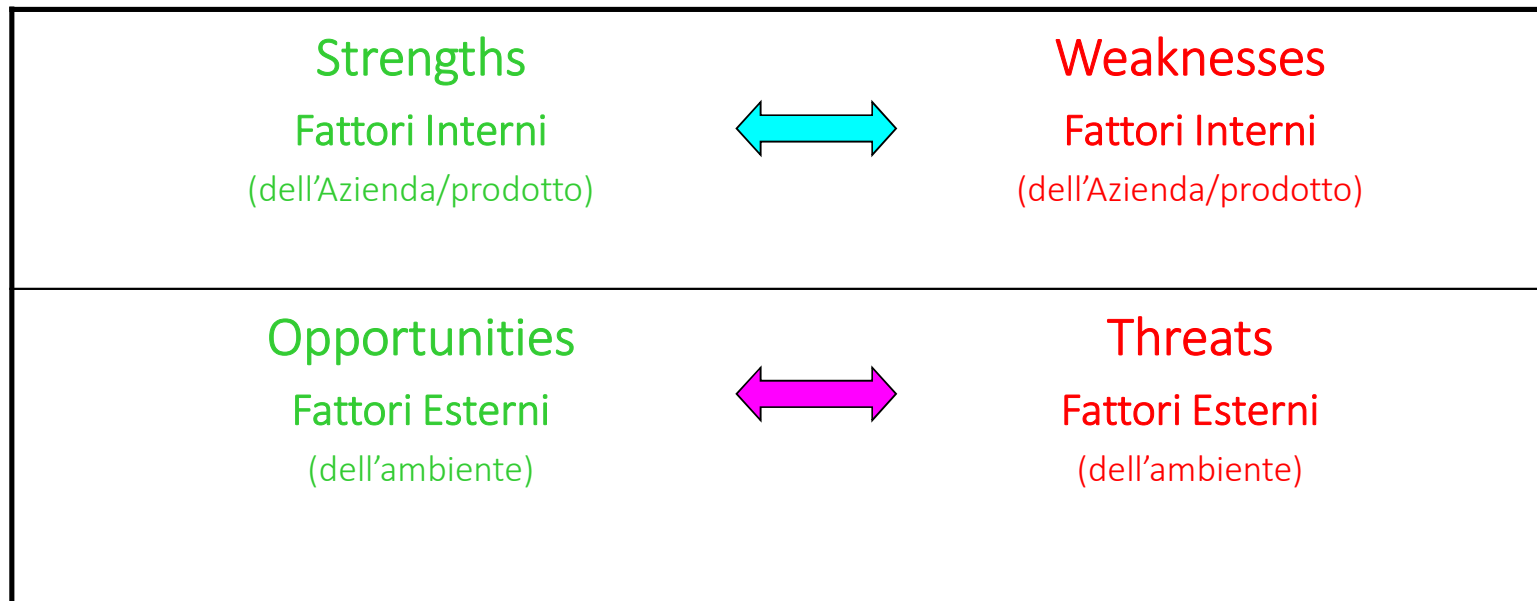 Strengths
Fattori Interni
(dell’Azienda/prodotto)
Weaknesses
Fattori Interni
(dell’Azienda/prodotto)
Opportunities
Fattori Esterni
(dell’ambiente)
Threats
Fattori Esterni
(dell’ambiente)